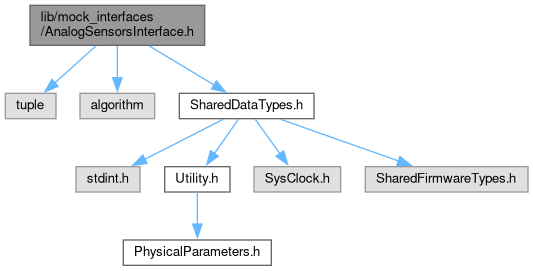 lib/mock_interfaces
/AnalogSensorsInterface.h
tuple
algorithm
SharedDataTypes.h
stdint.h
Utility.h
SysClock.h
SharedFirmwareTypes.h
PhysicalParameters.h